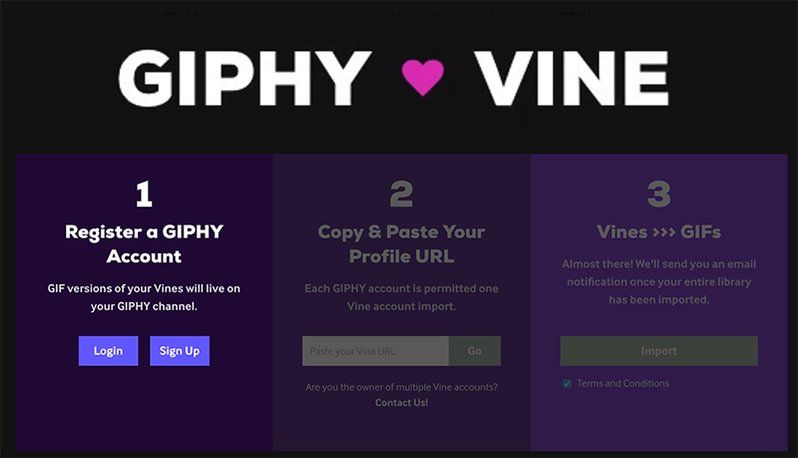 GIPHY VINE
1
Register a GIPHY
Account
GIF versions of your Vines will live on
your GIPHY channel.
Login Sign Up
2
Copy & Paste Your
Profile URL
Each GIPHY account is permitted one
Vine account import.
Paste your Vine URL Go
Are you the owner of multiple Vine accounts?
Contact Us!
3
Vines >>> GIFs
Almost there! We'll send you an email
notification once your entire library
has been imported.
Import
Terms and Conditions